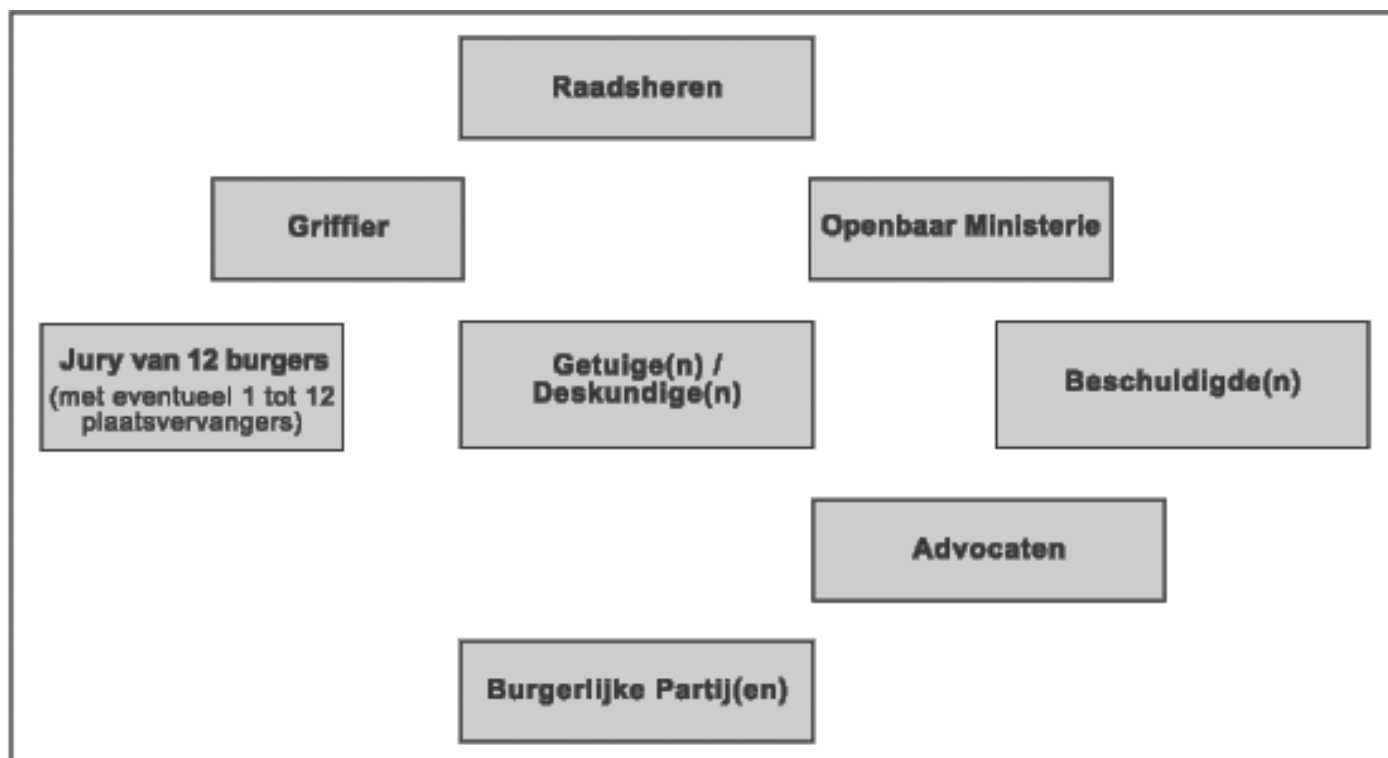 Raadsheren
Griffier
Openbaar Ministerie
Jury van 12 burgers
(met eventueel 1 tot 12
plaatsvervangers)
Getuige(n) /
Deskundige(n)
Beschuldigde(n)
Advocaten
Burgerlijke Partij(en)